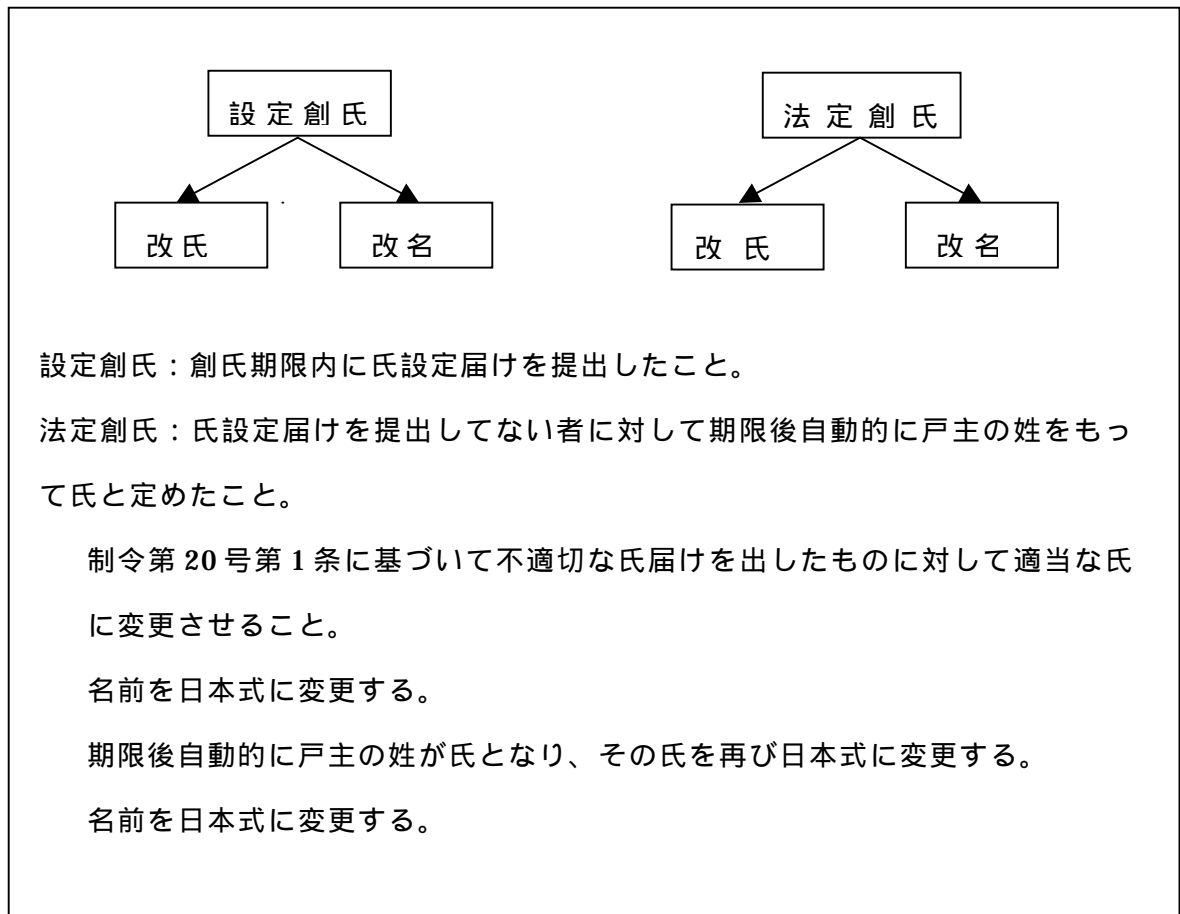 設定創氏
法定創氏
改氏
改名
改氏
改名
設定創氏：創氏期限内に氏設定届けを提出したこと。
法定創氏：氏設定届けを提出してない者に対して期限後自動的に戸主の姓をもっ
て氏と定めたこと。
制令第 20 号第 1 条に基づいて不適切な氏届けを出したものに対して適当な氏
に変更させること。
名前を日本式に変更する。
期限後自動的に戸主の姓が氏となり、その氏を再び日本式に変更する。
名前を日本式に変更する。